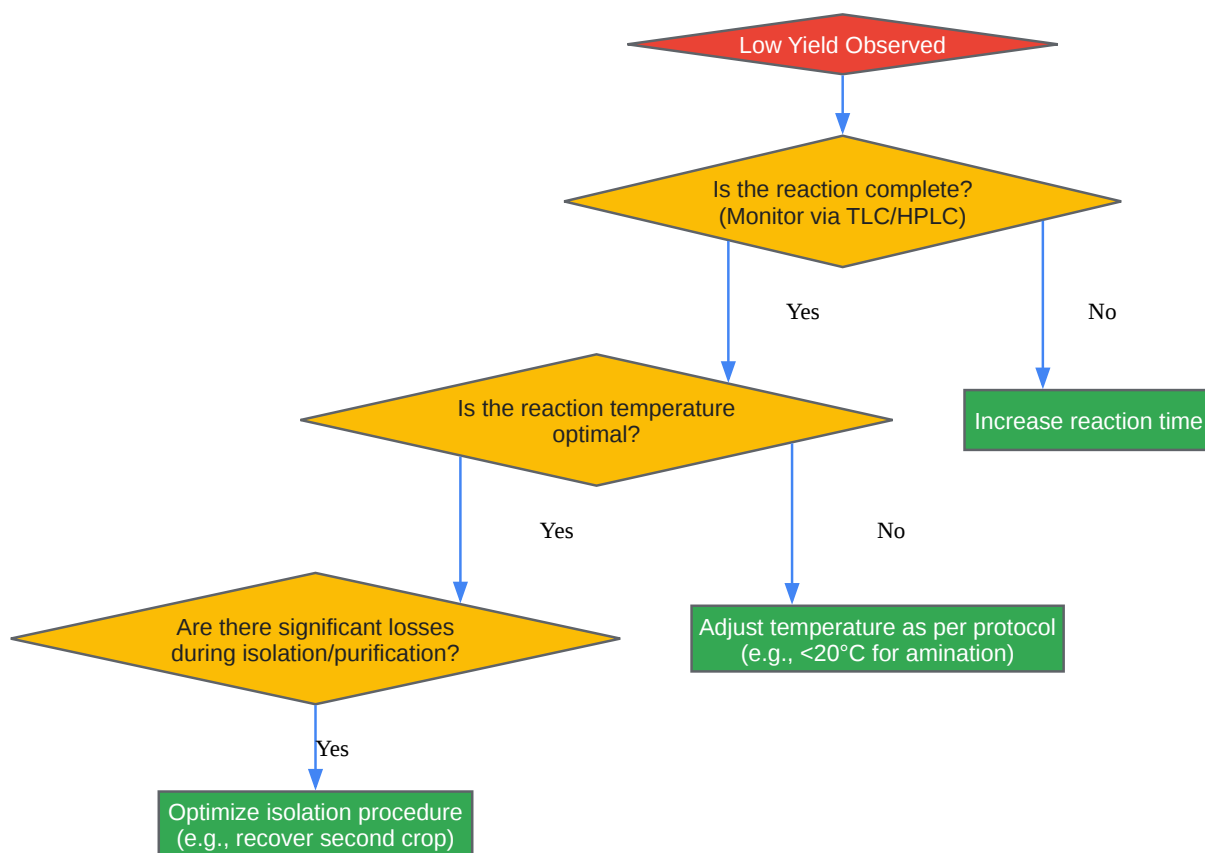 Low Yield Observed
Is the reaction complete?
(Monitor via TLC/HPLC)
Yes
No
Is the reaction temperature
optimal?
Increase reaction time
Yes
No
Are there significant losses
during isolation/purification?
Adjust temperature as per protocol
(e.g., <20°C for amination)
Yes
Optimize isolation procedure
(e.g., recover second crop)